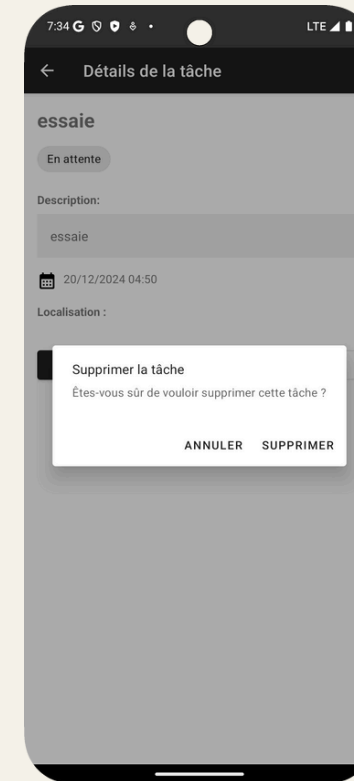 7:34 G LTE
Détails de la tâche
essaie
En attente
Description:
essaie
20/12/2024 04:50
Localisation :
Supprimer la tâche
Êtes-vous sûr de vouloir supprimer cette tâche ?
ANNULER SUPPRIMER